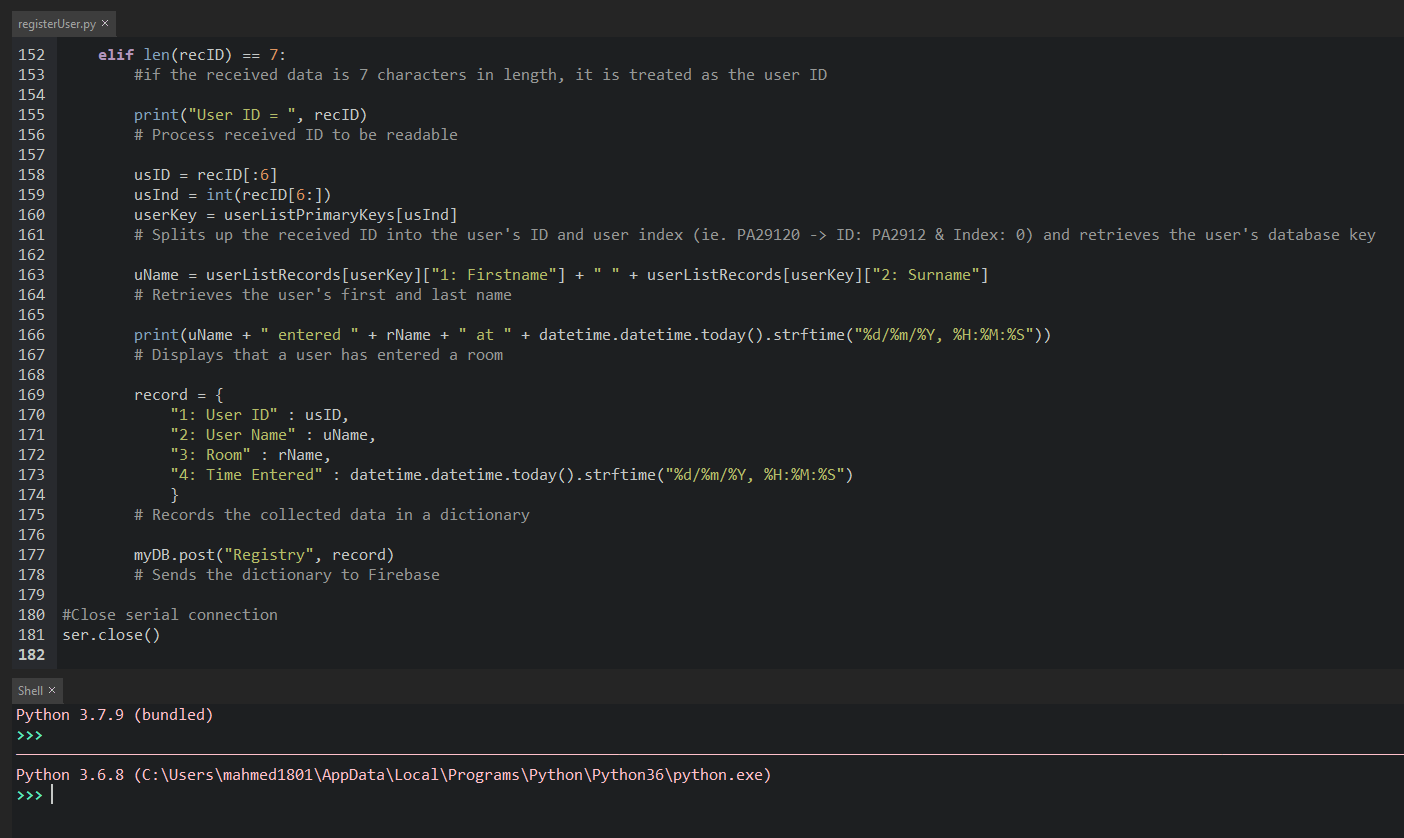 registerUser.py ×
152     elif len(recID) == 7:
153         #if the received data is 7 characters in length, it is treated as the user ID
154
155         print("User ID = ", recID)
156         # Process received ID to be readable
157
158         usID = recID[:6]
159         usInd = int(recID[6:])
160         userKey = userListPrimaryKeys[usInd]
161         # Splits up the received ID into the user's ID and user index (ie. PA29120 -> ID: PA2912 & Index: 0) and retrieves the user's database key
162
163         uName = userListRecords[userKey]["1: Firstname"] + " " + userListRecords[userKey]["2: Surname"]
164         # Retrieves the user's first and last name
165
166         print(uName + " entered " + rName + " at " + datetime.datetime.today().strftime("%d/%m/%Y, %H:%M:%S"))
167         # Displays that a user has entered a room
168
169         record = {
170             "1: User ID" : usID,
171             "2: User Name" : uName,
172             "3: Room" : rName,
173             "4: Time Entered" : datetime.datetime.today().strftime("%d/%m/%Y, %H:%M:%S")
174             }
175         # Records the collected data in a dictionary
176
177         myDB.post("Registry", record)
178         # Sends the dictionary to Firebase
179
180 #Close serial connection
181 ser.close()
182
Shell ×
Python 3.7.9 (bundled)
>>>
Python 3.6.8 (C:\Users\mahmed1801\AppData\Local\Programs\Python\Python36\python.exe)
>>>